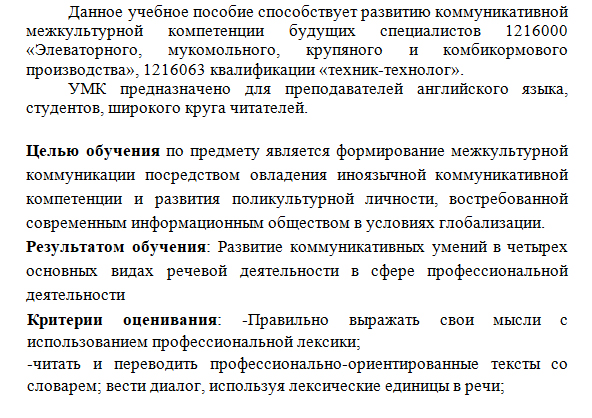 Данное учебное пособие способствует развитию коммуникативной
межкультурной компетенции будущих специалистов 1216000
«Элеваторного, мукомольного, крупяного и комбикормового
производства», 1216063 квалификации «техник-технолог».
УМК предназначено для преподавателей английского языка,
студентов, широкого круга читателей.
Целью обучения по предмету является формирование межкультурной
коммуникации посредством овладения иноязычной коммуникативной
компетенции и развития поликультурной личности, востребованной
современным информационным обществом в условиях глобализации.
Результатом обучения: Развитие коммуникативных умений в четырех
основных видах речевой деятельности в сфере профессиональной
деятельности
Критерии оценивания: -Правильно выражать свои мысли с
использованием профессиональной лексики;
-читать и переводить профессионально-ориентированные тексты со
словарем; вести диалог, используя лексические единицы в речи;